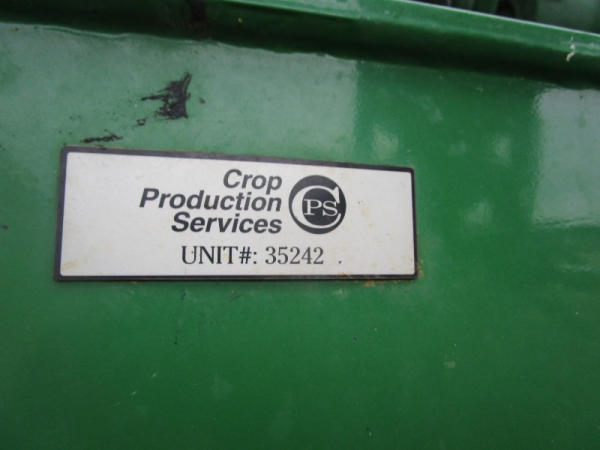 Crop
Production
Services
CPS
UNIT#: 35242